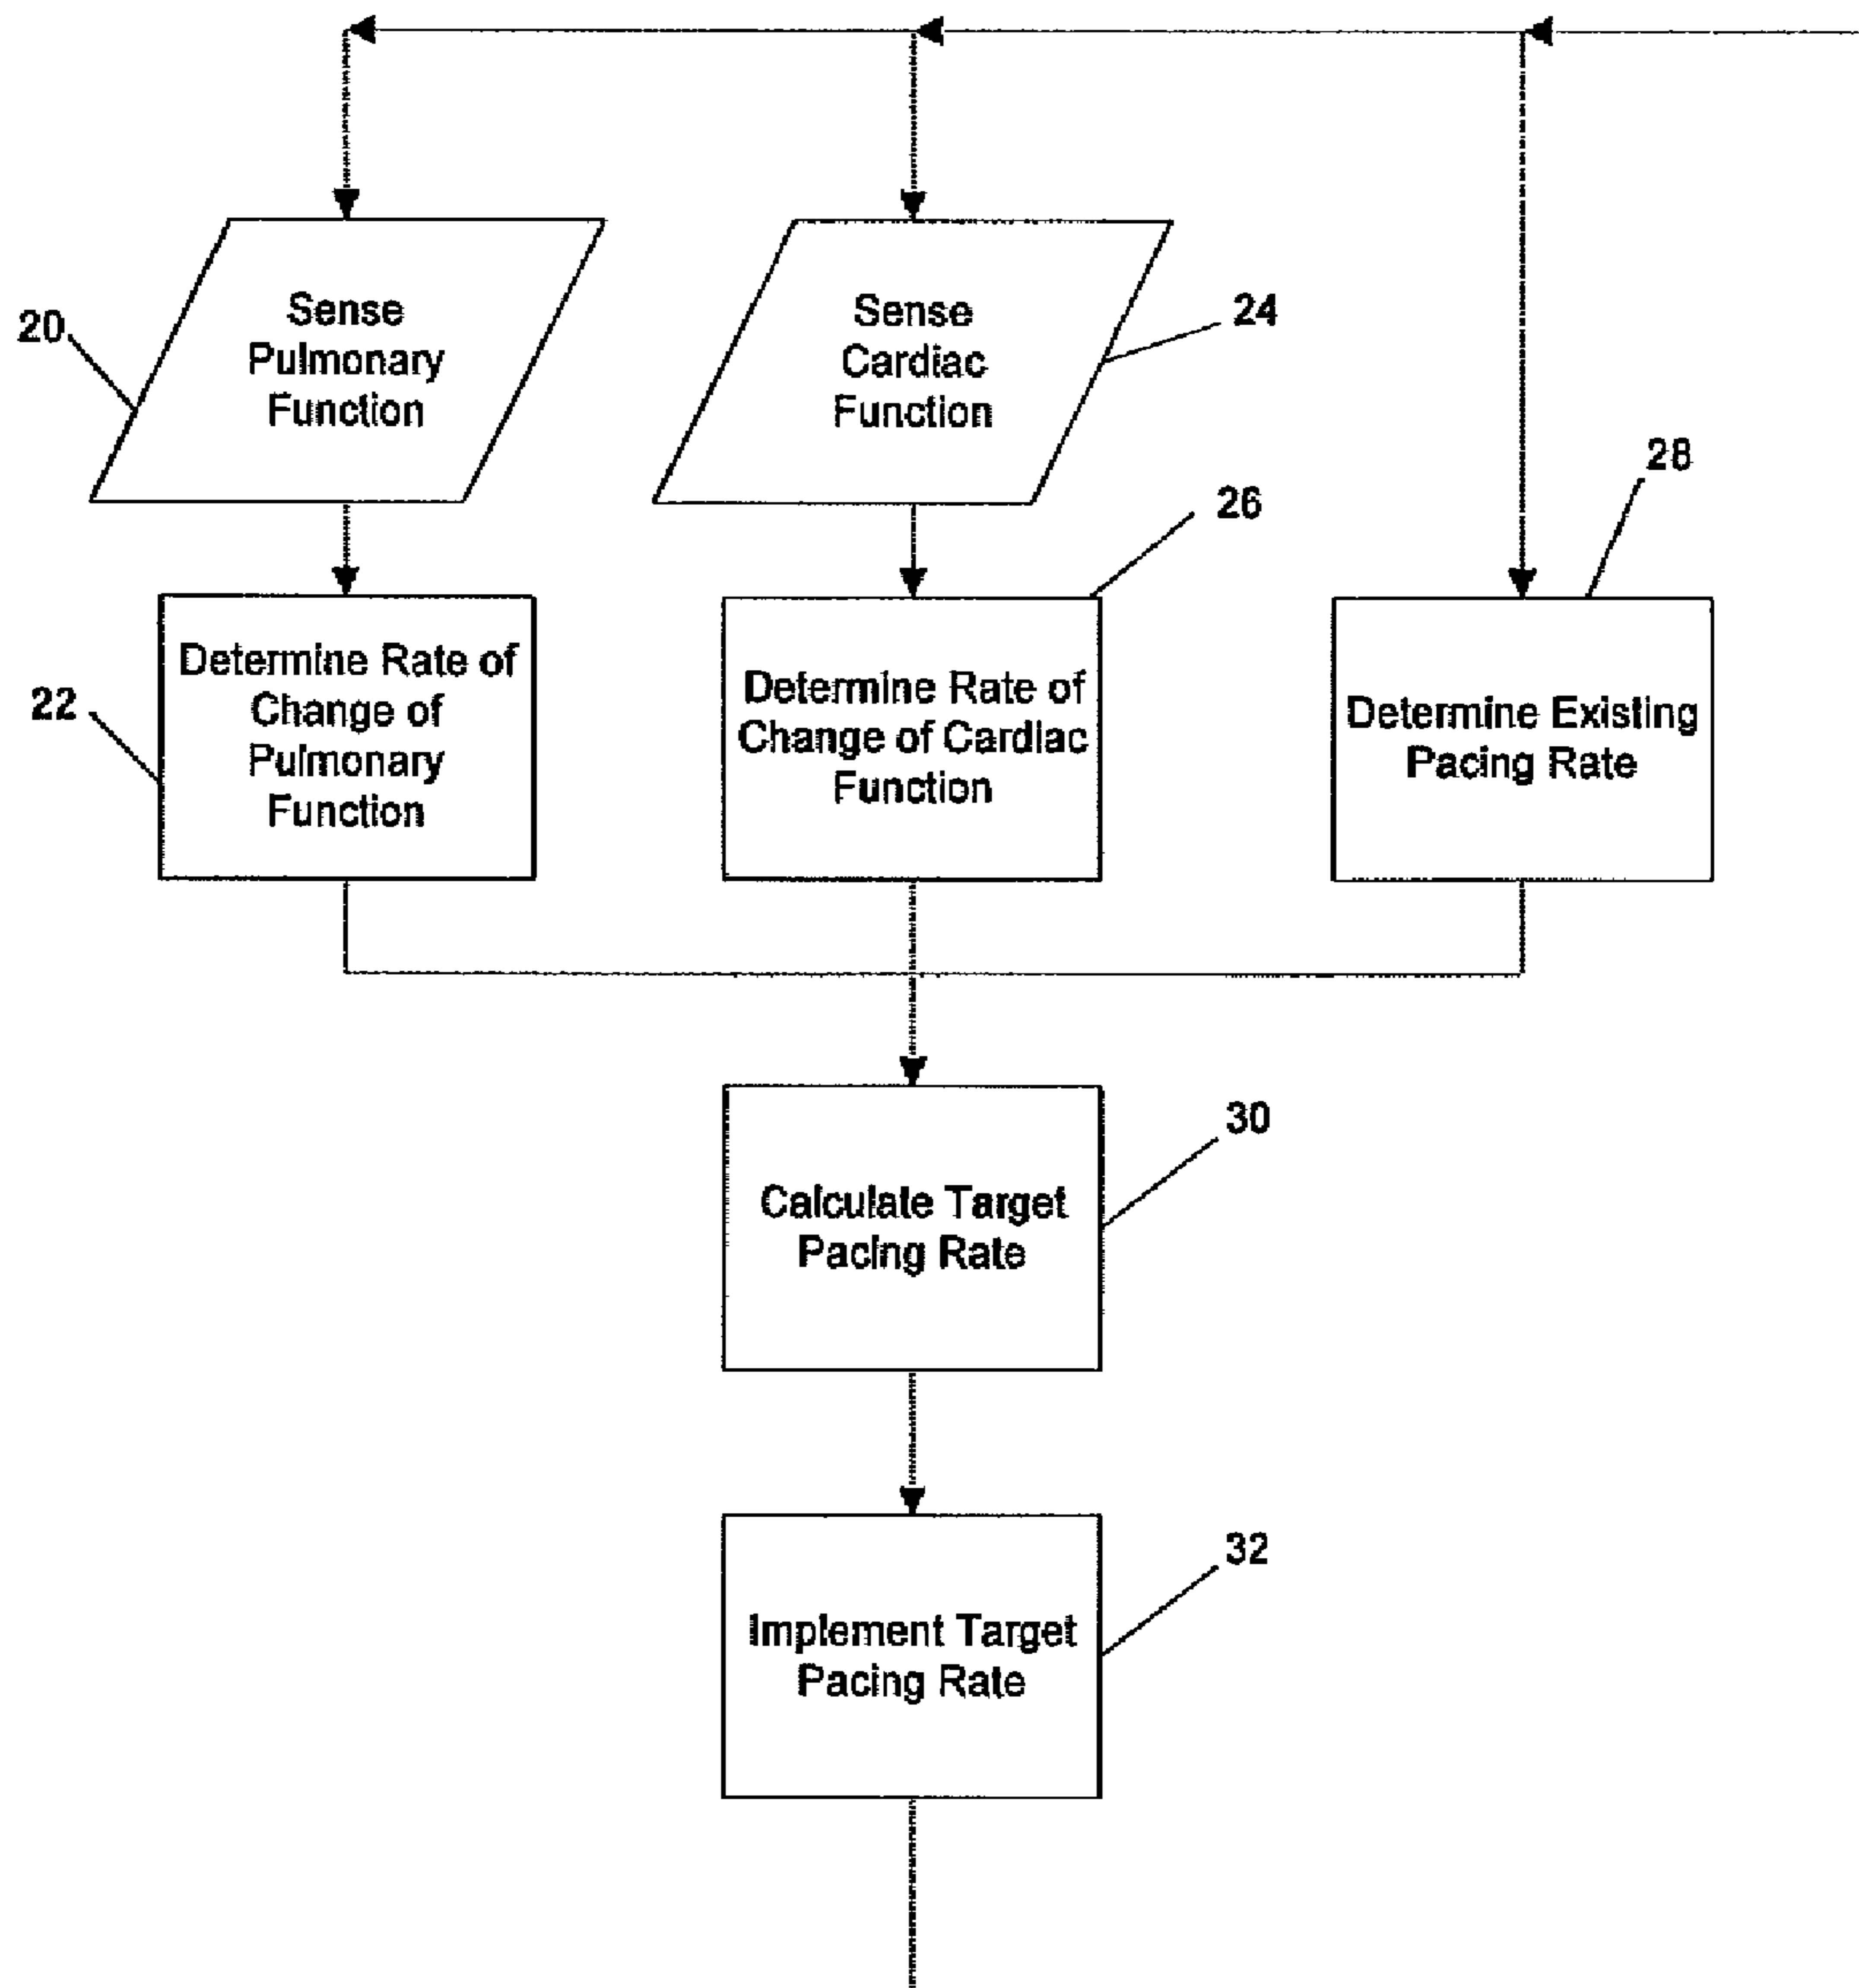 20
Sense
Pulmonary
Function
Sense
Cardiac
Function
24
22
Determine Rate of
Change of
Pulmonary
Function
26
Determine Rate of
Change of Cardiac
Function
28
Determine Existing
Pacing Rate
30
Calculate Target
Pacing Rate
32
Implement Target
Pacing Rate